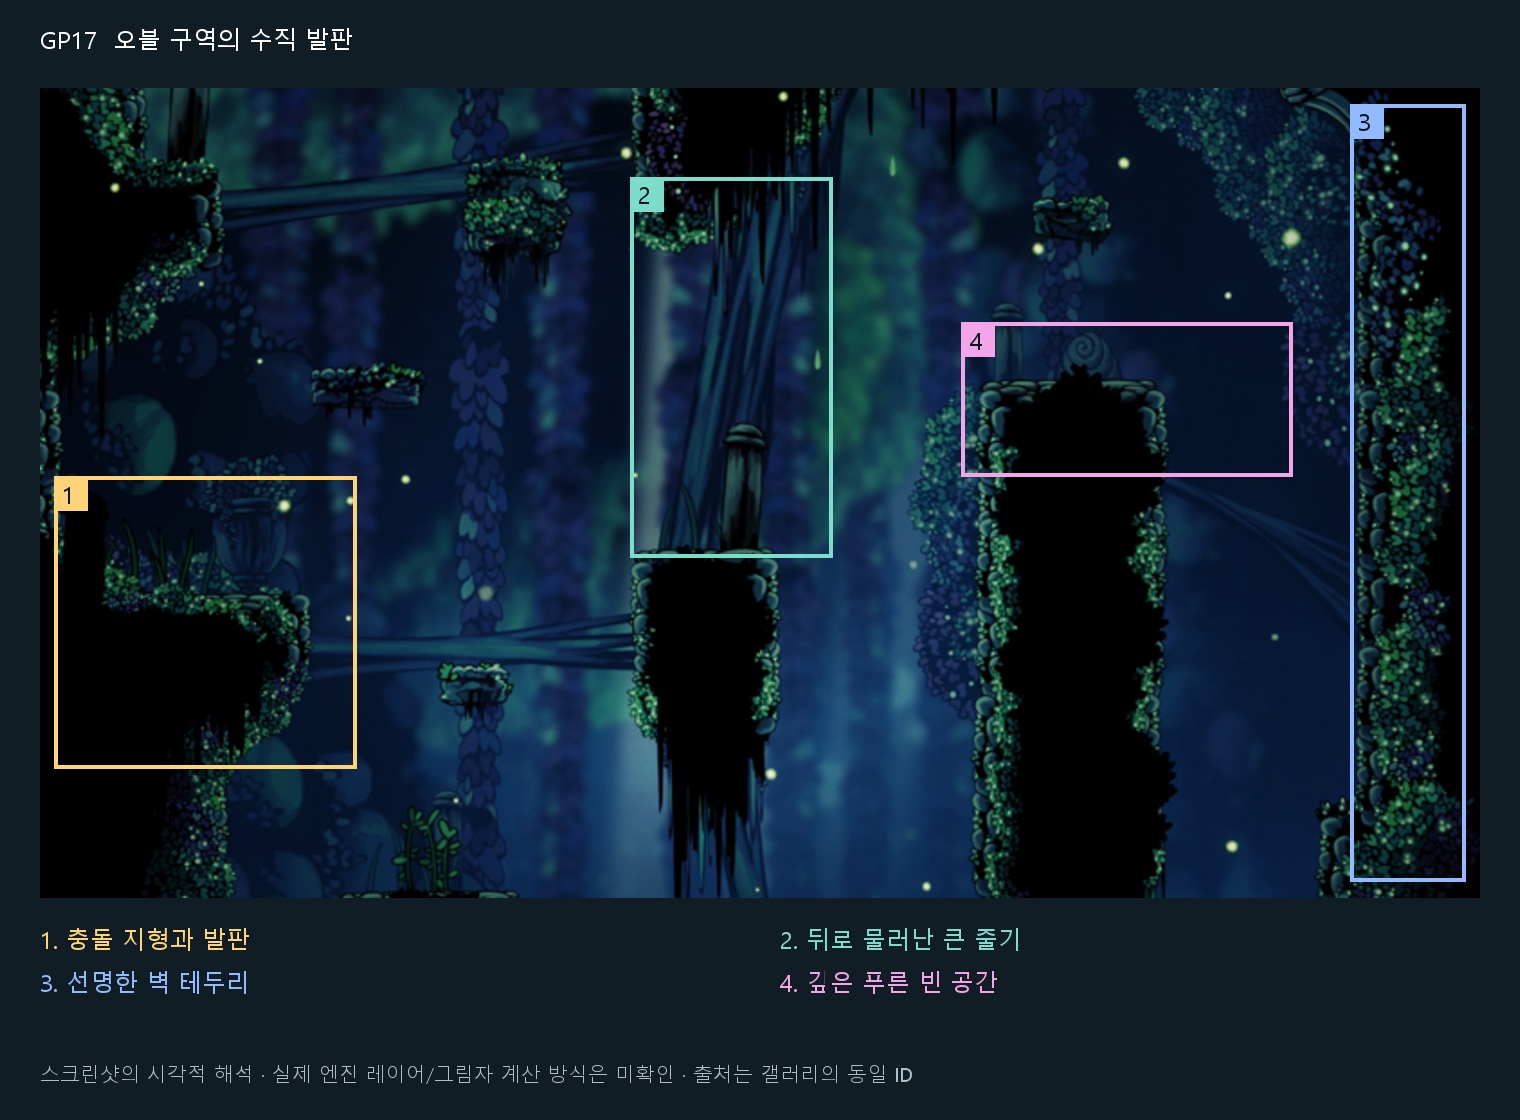 GP17 오블 구역의 수직 발판
1
2
3
4
1. 충돌 지형과 발판
2. 뒤로 물러난 큰 줄기
3. 선명한 벽 테두리
4. 깊은 푸른 빈 공간
스크린샷의 시각적 해석 · 실제 엔진 레이어/그림자 계산 방식은 미확인 · 출처는 갤러리의 동일 ID